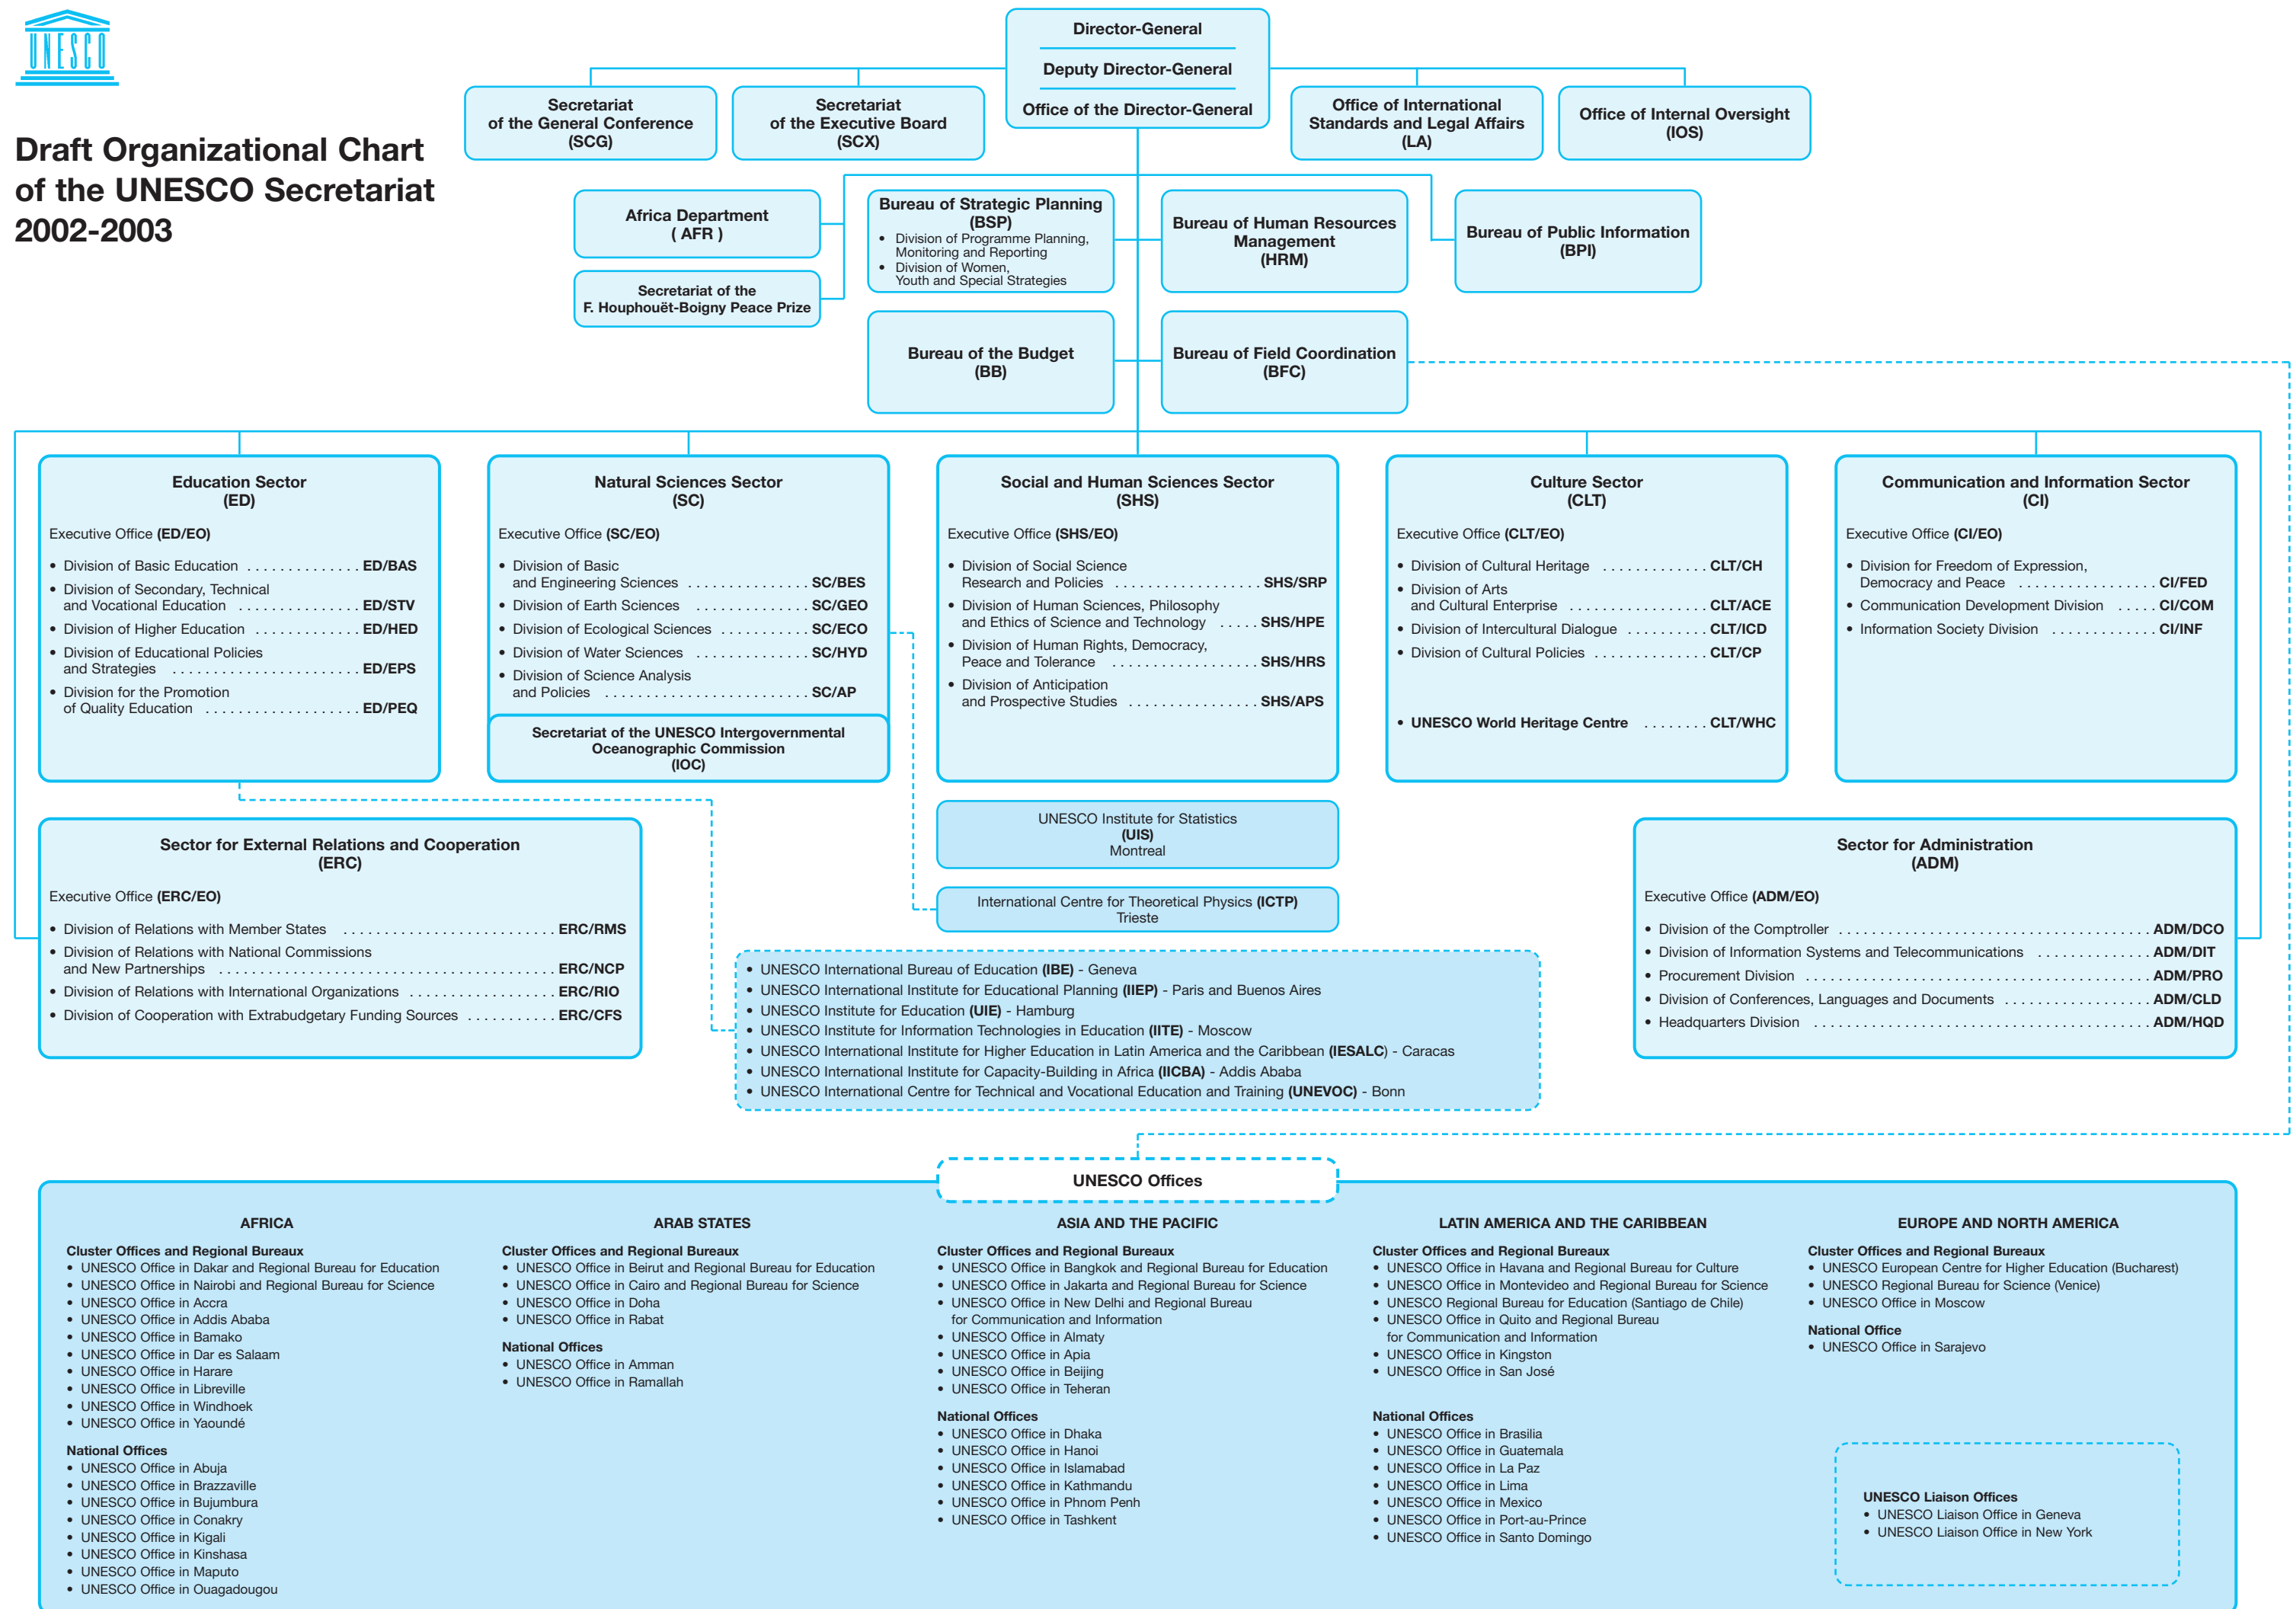 UNESCO
Draft Organizational Chart
of the UNESCO Secretariat
2002-2003
Director-General
Deputy Director-General
Office of the Director-General
Secretariat
of the General Conference
(SCG)
Secretariat
of the Executive Board
(SCX)
Office of International
Standards and Legal Affairs
(LA)
Office of Internal Oversight
(IOS)
Africa Department
( AFR )
Secretariat of the
F. Houphouët-Boigny Peace Prize
Bureau of Strategic Planning
(BSP)
• Division of Programme Planning,
Monitoring and Reporting
• Division of Women,
Youth and Special Strategies
Bureau of Human Resources
Management
(HRM)
Bureau of Public Information
(BPI)
Bureau of the Budget
(BB)
Bureau of Field Coordination
(BFC)
Education Sector
(ED)
Executive Office (ED/EO)
• Division of Basic Education . . . . . . . . . . . . . . ED/BAS
• Division of Secondary, Technical
and Vocational Education . . . . . . . . . . . . . . . ED/STV
• Division of Higher Education . . . . . . . . . . . . . ED/HED
• Division of Educational Policies
and Strategies . . . . . . . . . . . . . . . . . . . . . . . ED/EPS
• Division for the Promotion
of Quality Education . . . . . . . . . . . . . . . . . . . ED/PEQ
Natural Sciences Sector
(SC)
Executive Office (SC/EO)
• Division of Basic
and Engineering Sciences . . . . . . . . . . . . . . . SC/BES
• Division of Earth Sciences . . . . . . . . . . . . . . SC/GEO
• Division of Ecological Sciences . . . . . . . . . . . SC/ECO
• Division of Water Sciences . . . . . . . . . . . . . . SC/HYD
• Division of Science Analysis
and Policies . . . . . . . . . . . . . . . . . . . . . . . . . SC/AP
Secretariat of the UNESCO Intergovernmental
Oceanographic Commission
(IOC)
Social and Human Sciences Sector
(SHS)
Executive Office (SHS/EO)
• Division of Social Science
Research and Policies . . . . . . . . . . . . . . . . . . SHS/SRP
• Division of Human Sciences, Philosophy
and Ethics of Science and Technology . . . . . SHS/HPE
• Division of Human Rights, Democracy,
Peace and Tolerance . . . . . . . . . . . . . . . . . . SHS/HRS
• Division of Anticipation
and Prospective Studies . . . . . . . . . . . . . . . . SHS/APS
Culture Sector
(CLT)
Executive Office (CLT/EO)
• Division of Cultural Heritage . . . . . . . . . . . . . CLT/CH
• Division of Arts
and Cultural Enterprise . . . . . . . . . . . . . . . . . CLT/ACE
• Division of Intercultural Dialogue . . . . . . . . . . CLT/ICD
• Division of Cultural Policies . . . . . . . . . . . . . . CLT/CP
• UNESCO World Heritage Centre . . . . . . . . CLT/WHC
Communication and Information Sector
(CI)
Executive Office (CI/EO)
• Division for Freedom of Expression,
Democracy and Peace . . . . . . . . . . . . . . . . . CI/FED
• Communication Development Division . . . . . CI/COM
• Information Society Division . . . . . . . . . . . . . CI/INF
Sector for External Relations and Cooperation
(ERC)
Executive Office (ERC/EO)
• Division of Relations with Member States . . . . . . . . . . . . . . . . . . . . . . . . . . ERC/RMS
• Division of Relations with National Commissions
and New Partnerships . . . . . . . . . . . . . . . . . . . . . . . . . . . . . . . . . . . . . . . . . ERC/NCP
• Division of Relations with International Organizations . . . . . . . . . . . . . . . . . . ERC/RIO
• Division of Cooperation with Extrabudgetary Funding Sources . . . . . . . . . . . ERC/CFS
UNESCO Institute for Statistics
(UIS)
Montreal
International Centre for Theoretical Physics (ICTP)
Trieste
Sector for Administration
(ADM)
Executive Office (ADM/EO)
• Division of the Comptroller . . . . . . . . . . . . . . . . . . . . . . . . . . . . . . . . . . . . . . ADM/DCO
• Division of Information Systems and Telecommunications . . . . . . . . . . . . . . ADM/DIT
• Procurement Division . . . . . . . . . . . . . . . . . . . . . . . . . . . . . . . . . . . . . . . . . . ADM/PRO
• Division of Conferences, Languages and Documents . . . . . . . . . . . . . . . . . . ADM/CLD
• Headquarters Division . . . . . . . . . . . . . . . . . . . . . . . . . . . . . . . . . . . . . . . . . ADM/HQD
• UNESCO International Bureau of Education (IBE) - Geneva
• UNESCO International Institute for Educational Planning (IIEP) - Paris and Buenos Aires
• UNESCO Institute for Education (UIE) - Hamburg
• UNESCO Institute for Information Technologies in Education (IITE) - Moscow
• UNESCO International Institute for Higher Education in Latin America and the Caribbean (IESALC) - Caracas
• UNESCO International Institute for Capacity-Building in Africa (IICBA) - Addis Ababa
• UNESCO International Centre for Technical and Vocational Education and Training (UNEVOC) - Bonn
UNESCO Offices
AFRICA
Cluster Offices and Regional Bureaux
• UNESCO Office in Dakar and Regional Bureau for Education
• UNESCO Office in Nairobi and Regional Bureau for Science
• UNESCO Office in Accra
• UNESCO Office in Addis Ababa
• UNESCO Office in Bamako
• UNESCO Office in Dar es Salaam
• UNESCO Office in Harare
• UNESCO Office in Libreville
• UNESCO Office in Windhoek
• UNESCO Office in Yaoundé
National Offices
• UNESCO Office in Abuja
• UNESCO Office in Brazzaville
• UNESCO Office in Bujumbura
• UNESCO Office in Conakry
• UNESCO Office in Kigali
• UNESCO Office in Kinshasa
• UNESCO Office in Maputo
• UNESCO Office in Ouagadougou
ARAB STATES
Cluster Offices and Regional Bureaux
• UNESCO Office in Beirut and Regional Bureau for Education
• UNESCO Office in Cairo and Regional Bureau for Science
• UNESCO Office in Doha
• UNESCO Office in Rabat
National Offices
• UNESCO Office in Amman
• UNESCO Office in Ramallah
ASIA AND THE PACIFIC
Cluster Offices and Regional Bureaux
• UNESCO Office in Bangkok and Regional Bureau for Education
• UNESCO Office in Jakarta and Regional Bureau for Science
• UNESCO Office in New Delhi and Regional Bureau
for Communication and Information
• UNESCO Office in Almaty
• UNESCO Office in Apia
• UNESCO Office in Beijing
• UNESCO Office in Teheran
National Offices
• UNESCO Office in Dhaka
• UNESCO Office in Hanoi
• UNESCO Office in Islamabad
• UNESCO Office in Kathmandu
• UNESCO Office in Phnom Penh
• UNESCO Office in Tashkent
LATIN AMERICA AND THE CARIBBEAN
Cluster Offices and Regional Bureaux
• UNESCO Office in Havana and Regional Bureau for Culture
• UNESCO Office in Montevideo and Regional Bureau for Science
• UNESCO Regional Bureau for Education (Santiago de Chile)
• UNESCO Office in Quito and Regional Bureau
for Communication and Information
• UNESCO Office in Kingston
• UNESCO Office in San José
National Offices
• UNESCO Office in Brasilia
• UNESCO Office in Guatemala
• UNESCO Office in La Paz
• UNESCO Office in Lima
• UNESCO Office in Mexico
• UNESCO Office in Port-au-Prince
• UNESCO Office in Santo Domingo
EUROPE AND NORTH AMERICA
Cluster Offices and Regional Bureaux
• UNESCO European Centre for Higher Education (Bucharest)
• UNESCO Regional Bureau for Science (Venice)
• UNESCO Office in Moscow
National Office
• UNESCO Office in Sarajevo
UNESCO Liaison Offices
• UNESCO Liaison Office in Geneva
• UNESCO Liaison Office in New York